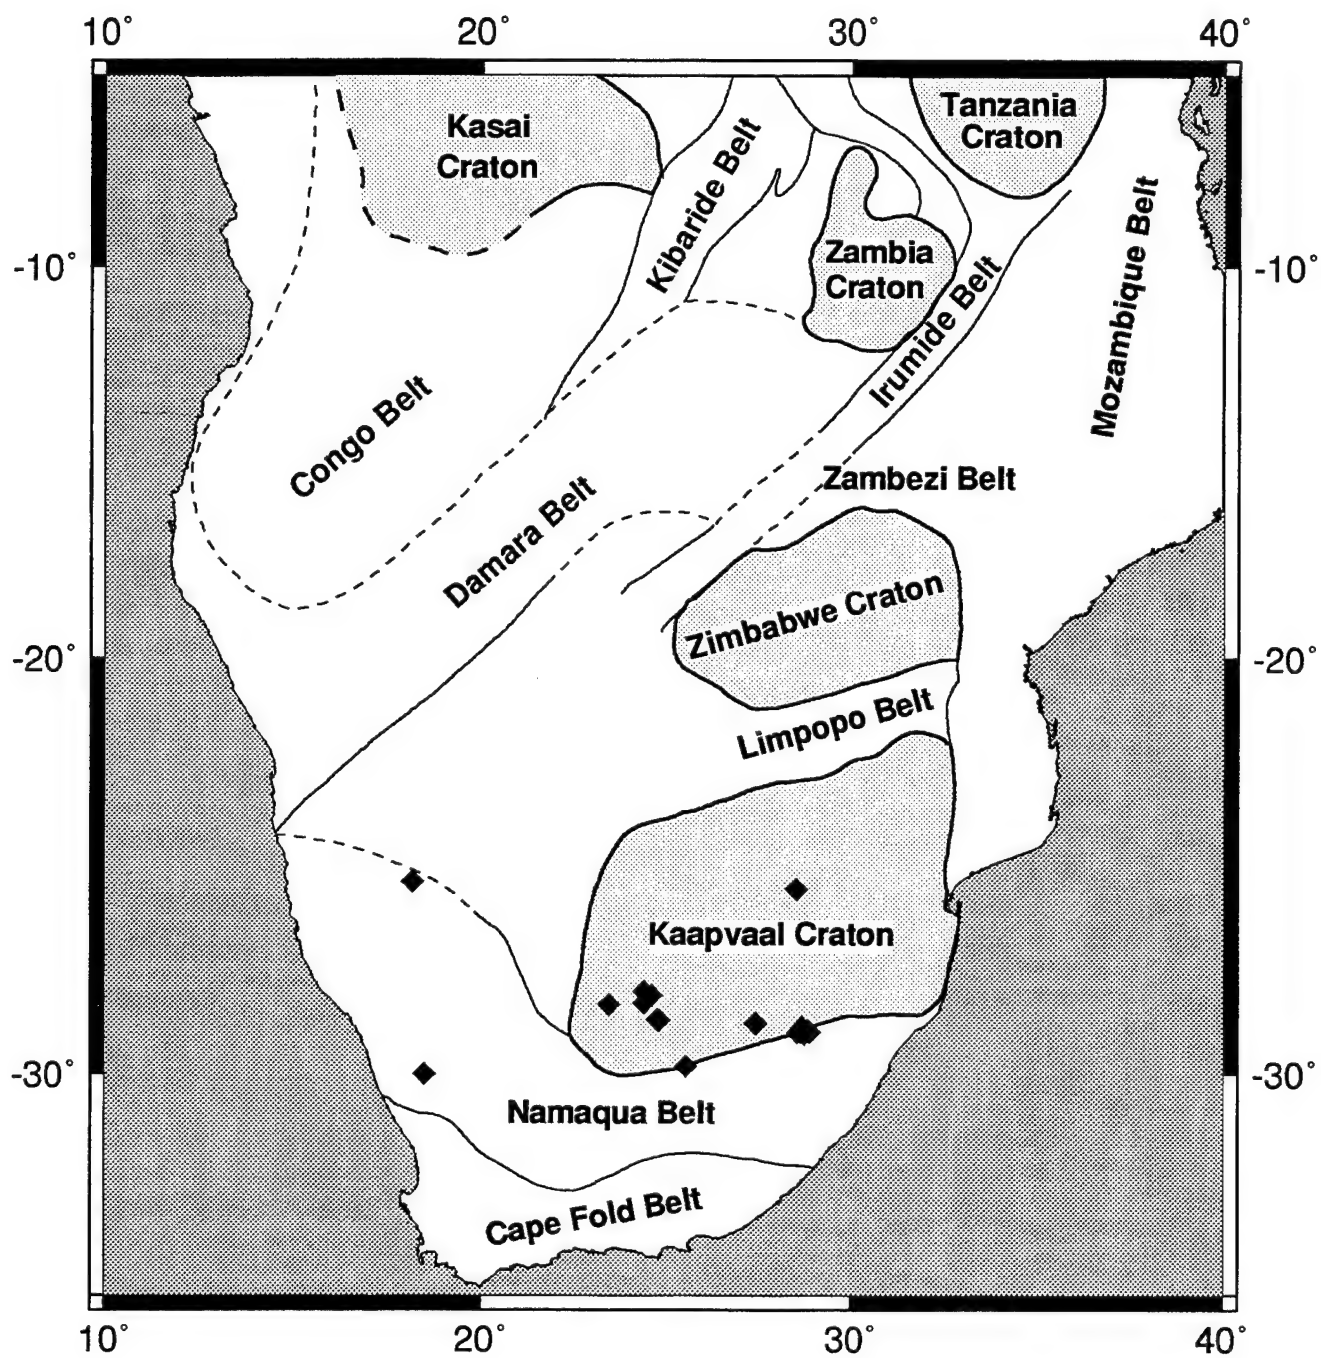 10°
20°
30°
40°
Kasai
Craton
Tanzania
Craton
Kibaride Belt
Mozambique Belt
Zambia
Craton
-10°
-10°
Irumide Belt
Congo Belt
Zambezi Belt
Damara Belt
Zimbabwe Craton
-20°
-20°
Limpopo Belt
Kaapvaal Craton
-30°
-30°
Namaqua Belt
Cape Fold Belt
10°
20°
30°
40°